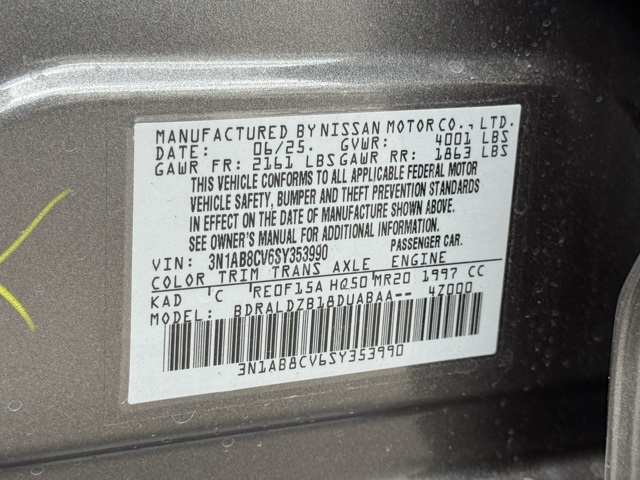 MANUFACTURED BY NISSAN MOTOR CO., LTD.
DATE: 06/25. GVWR: 4001 LBS
GAWR FR: 2161 LBS GAWR RR: 1863 LBS
THIS VEHICLE CONFORMS TO ALL APPLICABLE FEDERAL MOTOR
VEHICLE SAFETY, BUMPER AND THEFT PREVENTION STANDARDS
IN EFFECT ON THE DATE OF MANUFACTURE SHOWN ABOVE.
SEE OWNER'S MANUAL FOR ADDITIONAL INFORMATION.
VIN: 3N1AB8CV6SY353990 PASSENGER CAR.
COLOR TRIM TRANS AXLE ENGINE
KAD C RE0F15A HQ50 MR20 1997 CC
MODEL: BDRALDZB18DUABAA-- 47000
3N1AB8CV6SY353990